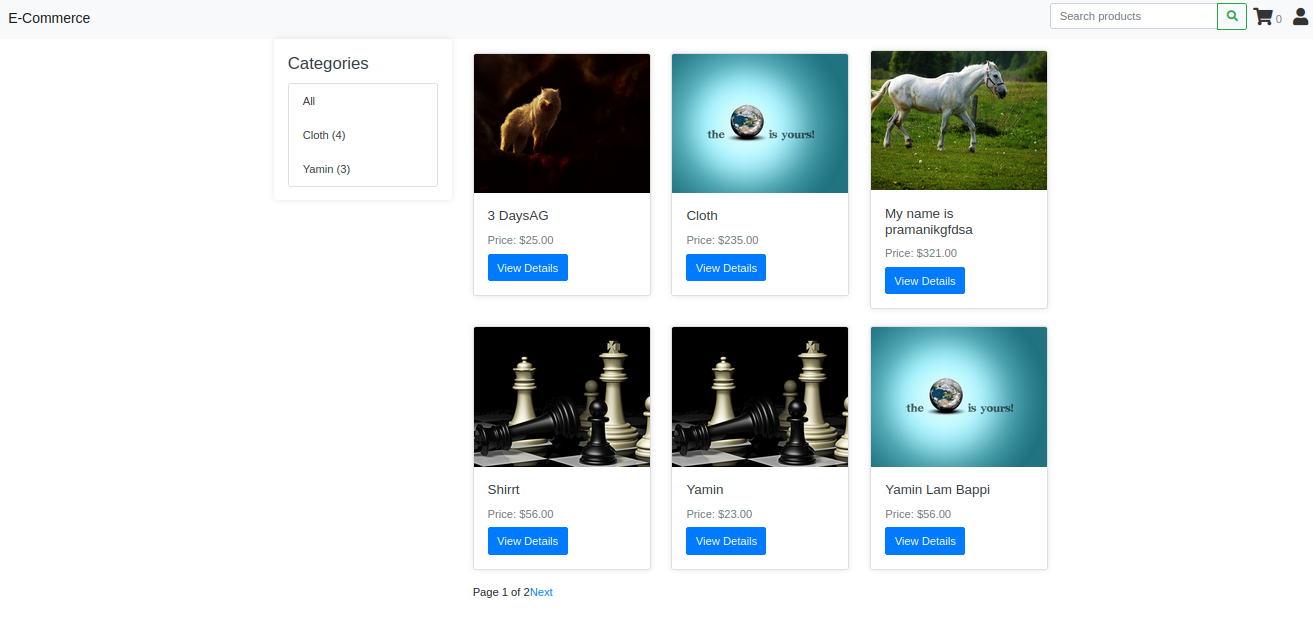 E-Commerce
Search products
0
Categories
All
Cloth (4)
Yamin (3)
3 DaysAG
Price: $25.00
View Details
the is yours!
Cloth
Price: $235.00
View Details
My name is
pramanikgfdsa
Price: $321.00
View Details
Shirrt
Price: $56.00
View Details
Yamin
Price: $23.00
View Details
the is yours!
Yamin Lam Bappi
Price: $56.00
View Details
Page 1 of 2Next